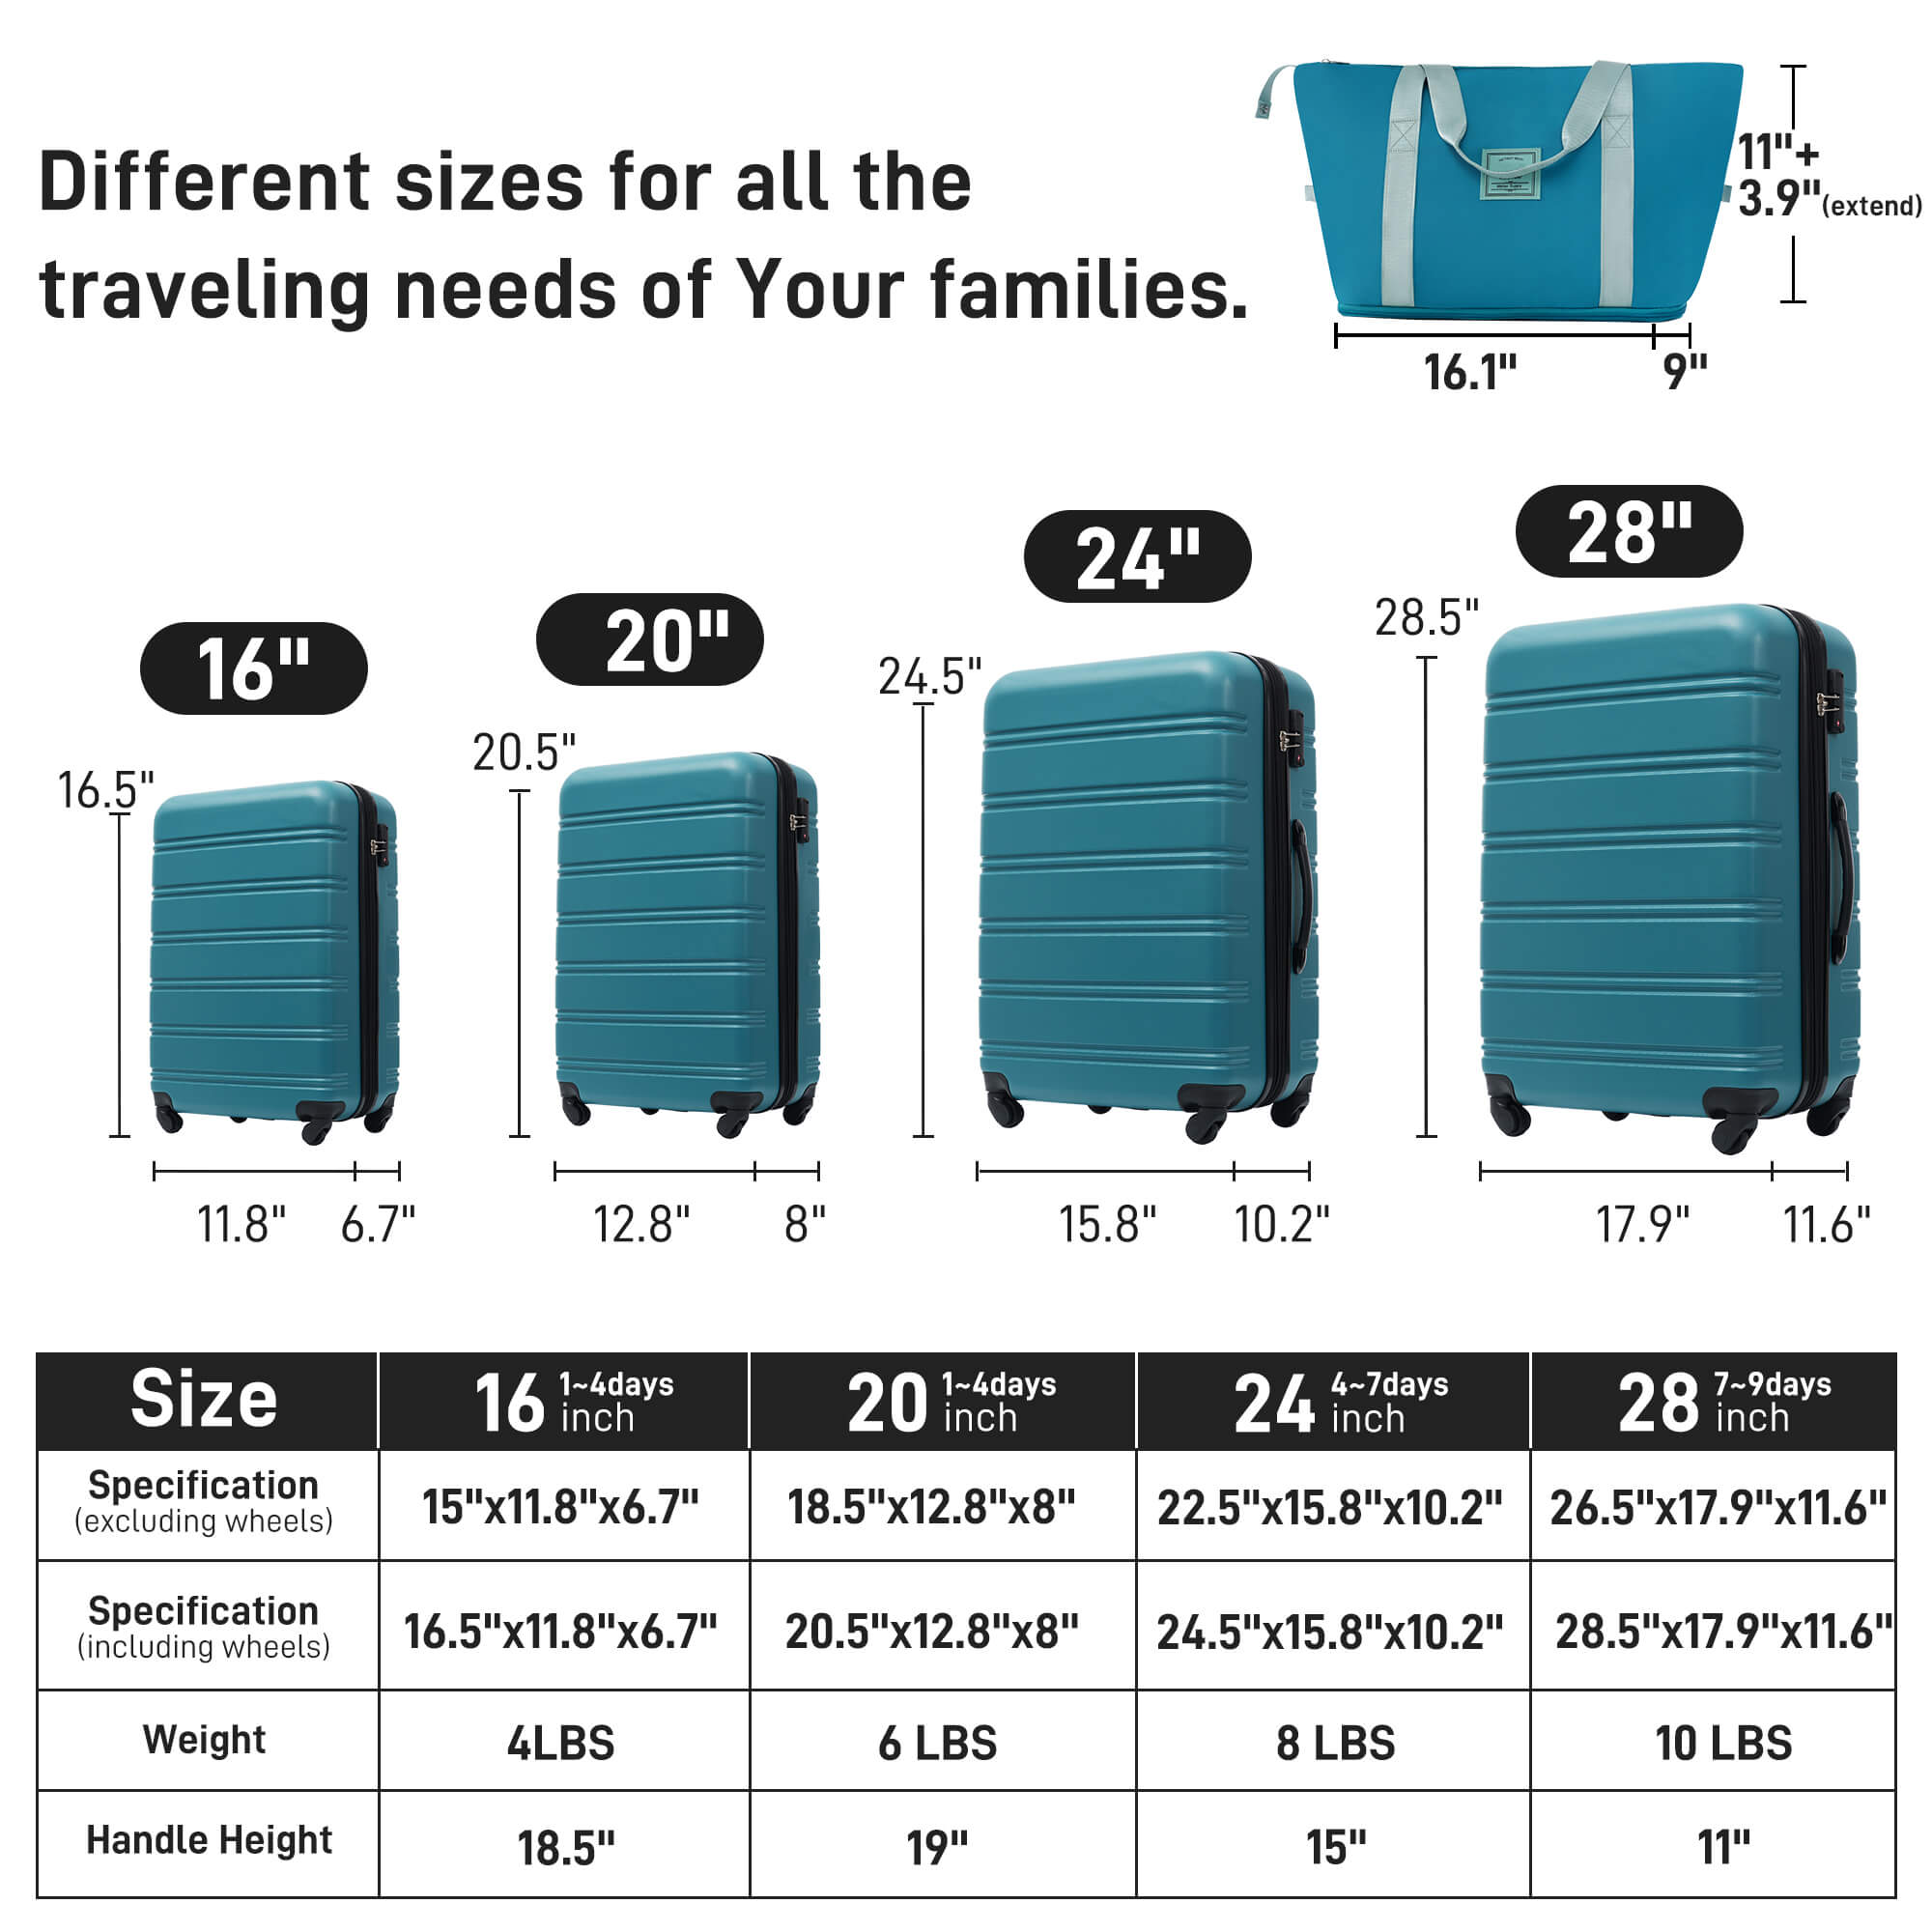 Different sizes for all the
traveling needs of Your families.
11"+
3.9"(extend)
16.1" 9"
16" 20" 24" 28"
16.5" 20.5" 24.5" 28.5"
11.8" 6.7" 12.8" 8" 15.8" 10.2" 17.9" 11.6"
Size 16 1~4days inch 20 1~4days inch 24 4~7days inch 28 7~9days inch
Specification
(excluding wheels)
15"x11.8"x6.7" 18.5"x12.8"x8" 22.5"x15.8"x10.2" 26.5"x17.9"x11.6"
Specification
(including wheels)
16.5"x11.8"x6.7" 20.5"x12.8"x8" 24.5"x15.8"x10.2" 28.5"x17.9"x11.6"
Weight 4LBS 6 LBS 8 LBS 10 LBS
Handle Height 18.5" 19" 15" 11"